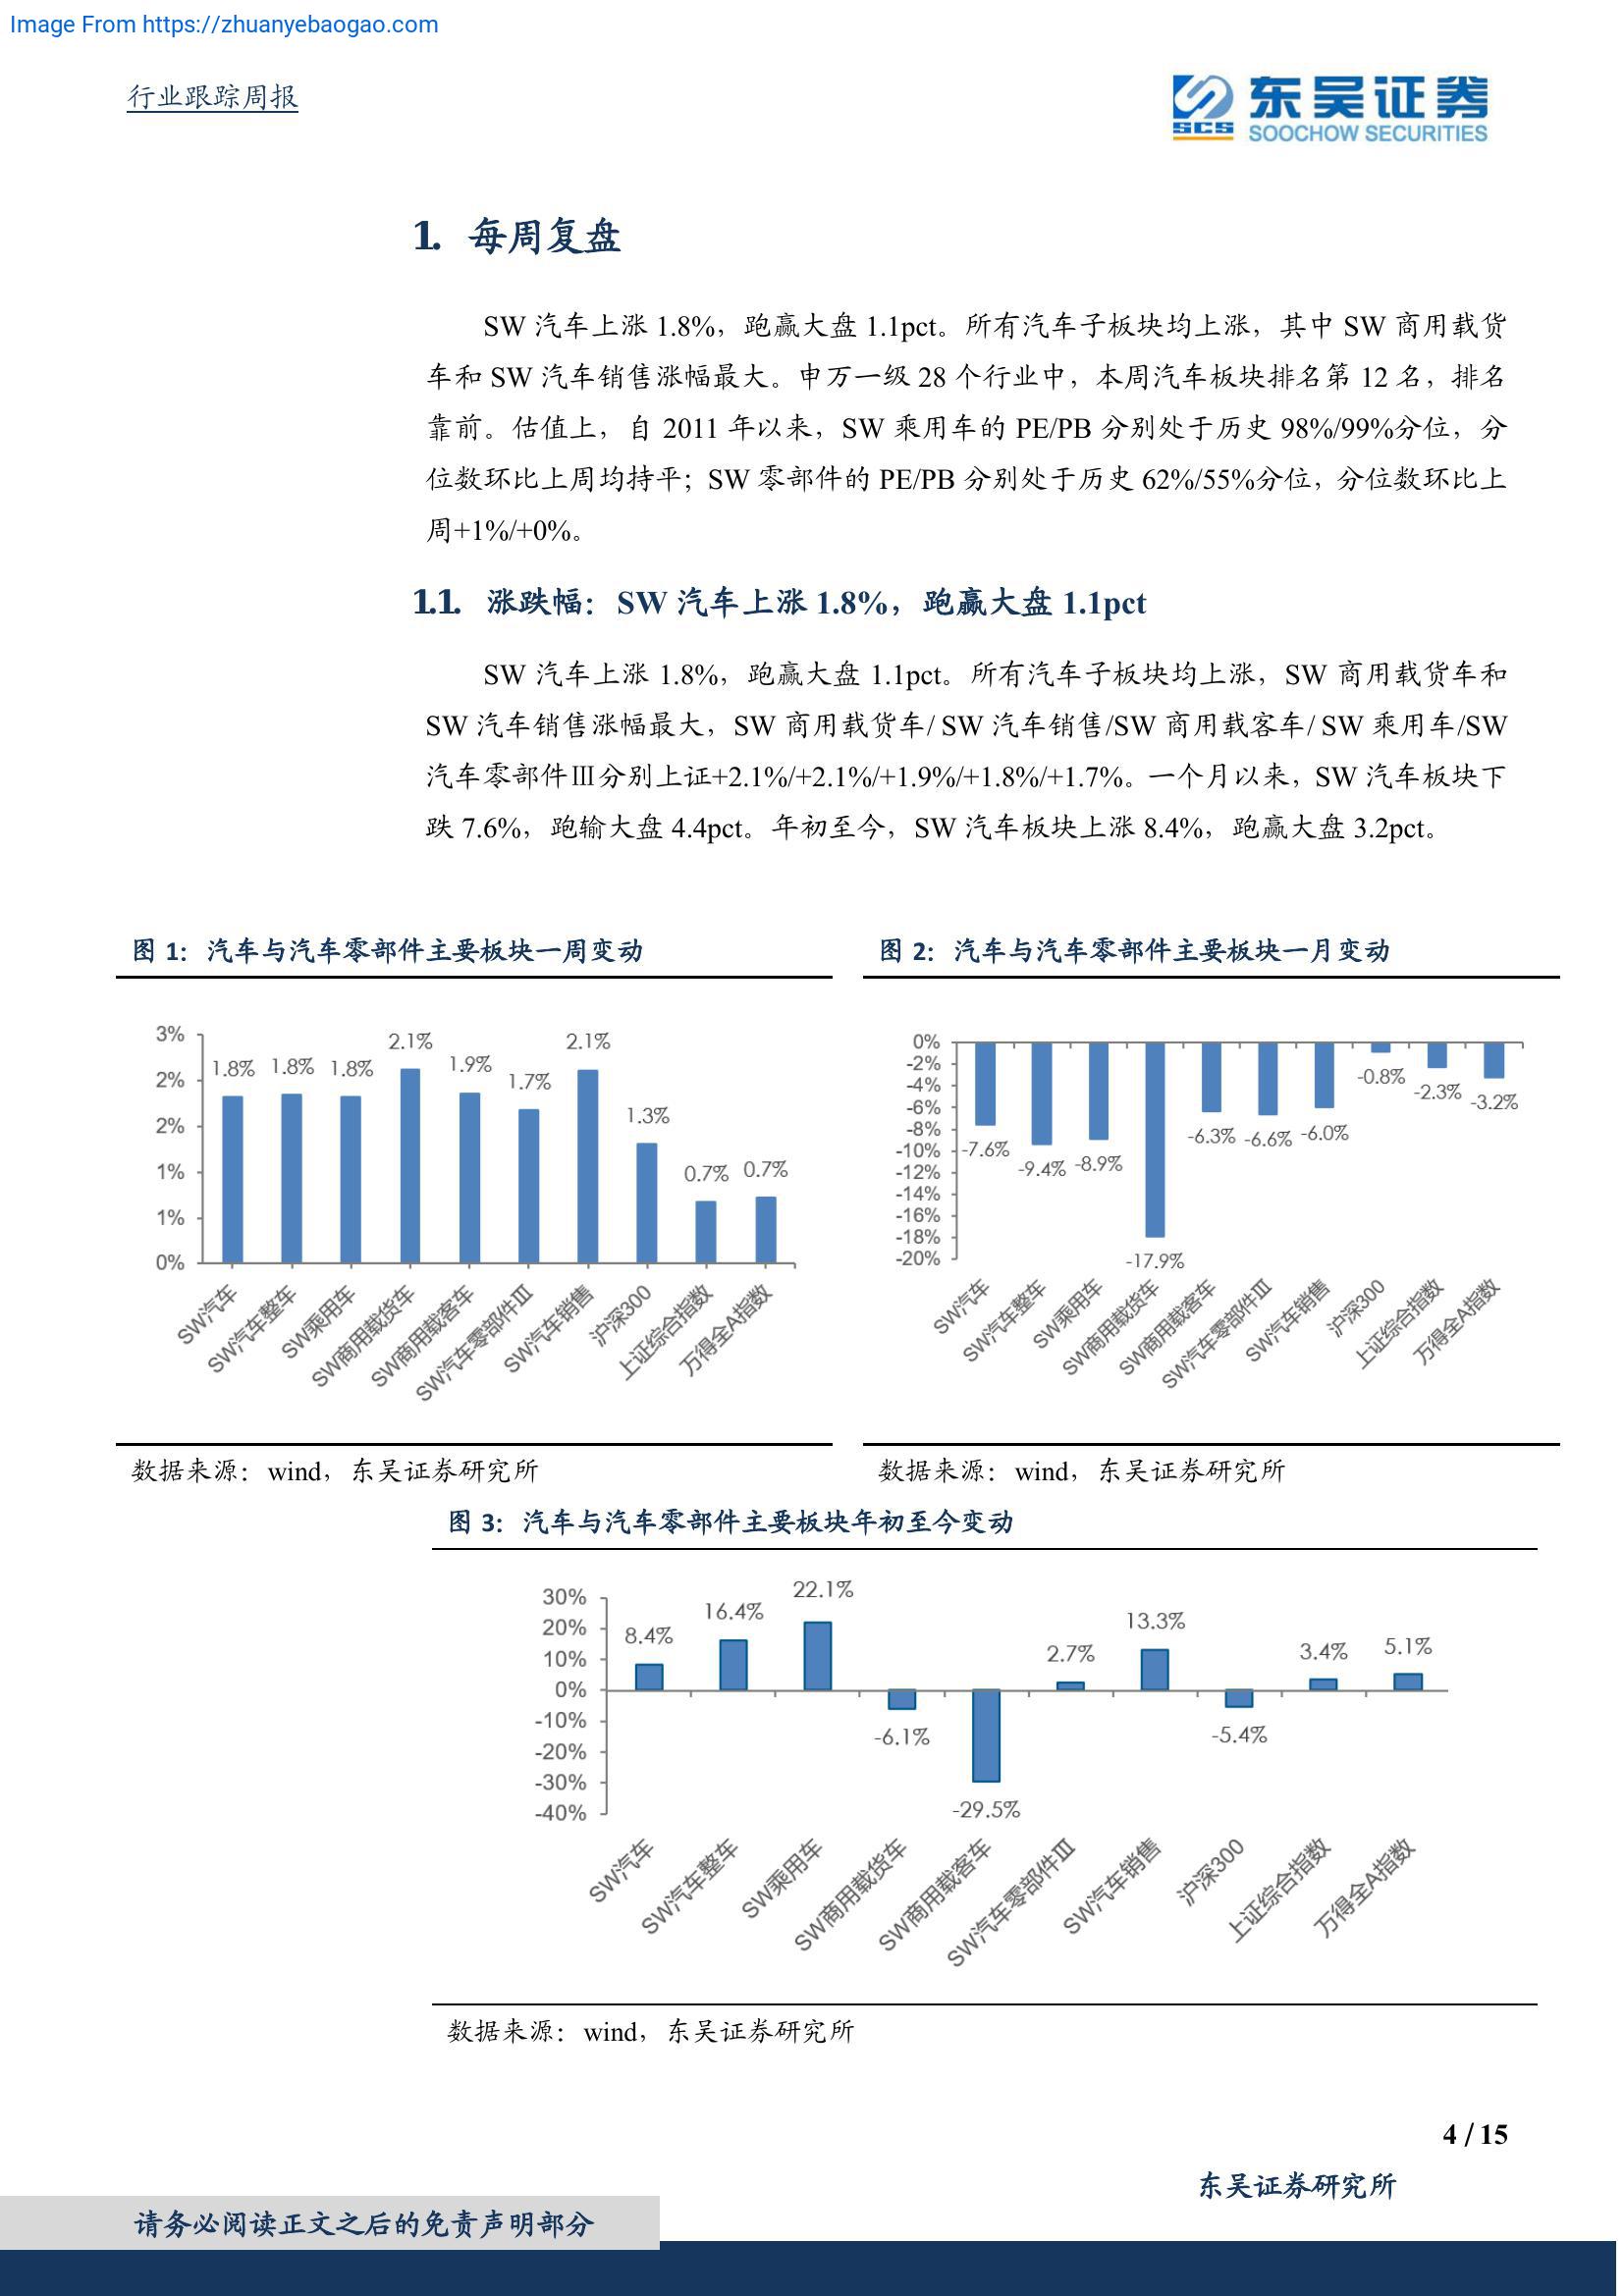 Image From https://zhuanyebaogao.com
行业跟踪周报
SCS
东吴证券
SOOCHOW SECURITIES
1. 每周复盘
SW 汽车上涨 1.8%，跑赢大盘 1.1pct。所有汽车子板块均上涨，其中 SW 商用载货
车和 SW 汽车销售涨幅最大。申万一级 28 个行业中，本周汽车板块排名第 12 名，排名
靠前。估值上，自 2011 年以来，SW 乘用车的 PE/PB 分别处于历史 98%/99%分位，分
位数环比上周均持平；SW 零部件的 PE/PB 分别处于历史 62%/55%分位，分位数环比上
周+1%/+0%。
1.1. 涨跌幅：SW 汽车上涨 1.8%，跑赢大盘 1.1pct
SW 汽车上涨 1.8%，跑赢大盘 1.1pct。所有汽车子板块均上涨，SW 商用载货车和
SW 汽车销售涨幅最大，SW 商用载货车/ SW 汽车销售/SW 商用载客车/ SW 乘用车/SW
汽车零部件Ⅲ分别上证+2.1%/+2.1%/+1.9%/+1.8%/+1.7%。一个月以来，SW 汽车板块下
跌 7.6%，跑输大盘 4.4pct。年初至今，SW 汽车板块上涨 8.4%，跑赢大盘 3.2pct。
图 1：汽车与汽车零部件主要板块一周变动
3%
2%
2%
1%
1%
0%
1.8%
1.8%
1.8%
2.1%
1.9%
1.7%
2.1%
1.3%
0.7%
0.7%
SW汽车
SW汽车整车
SW乘用车
SW商用载货车
SW商用载客车
SW汽车零部件Ⅲ
SW汽车销售
沪深300
上证综合指数
万得全A指数
数据来源：wind，东吴证券研究所
图 2：汽车与汽车零部件主要板块一月变动
0%
-2%
-4%
-6%
-8%
-10%
-12%
-14%
-16%
-18%
-20%
-7.6%
-9.4%
-8.9%
-17.9%
-6.3%
-6.6%
-6.0%
-0.8%
-2.3%
-3.2%
SW汽车
SW汽车整车
SW乘用车
SW商用载货车
SW商用载客车
SW汽车零部件Ⅲ
SW汽车销售
沪深300
上证综合指数
万得全A指数
数据来源：wind，东吴证券研究所
图 3：汽车与汽车零部件主要板块年初至今变动
30%
20%
10%
0%
-10%
-20%
-30%
-40%
8.4%
16.4%
22.1%
-6.1%
-29.5%
2.7%
13.3%
-5.4%
3.4%
5.1%
SW汽车
SW汽车整车
SW乘用车
SW商用载货车
SW商用载客车
SW汽车零部件Ⅲ
SW汽车销售
沪深300
上证综合指数
万得全A指数
数据来源：wind，东吴证券研究所
4 / 15
东吴证券研究所
请务必阅读正文之后的免责声明部分